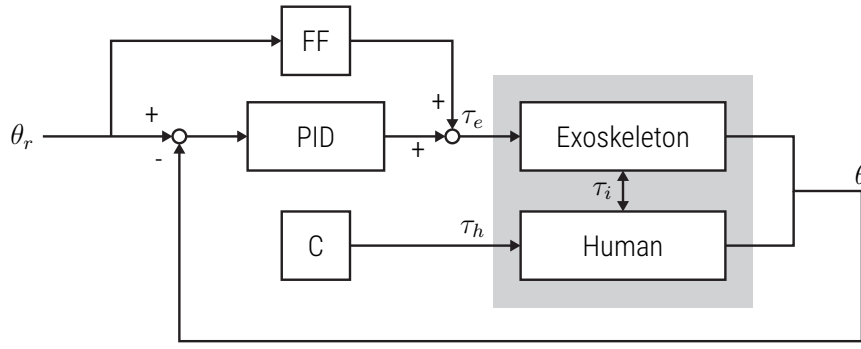 FF
+
τₑ
θᵣ
+
PID
+
Exoskeleton
-
τᵢ
θ
C
τₕ
Human